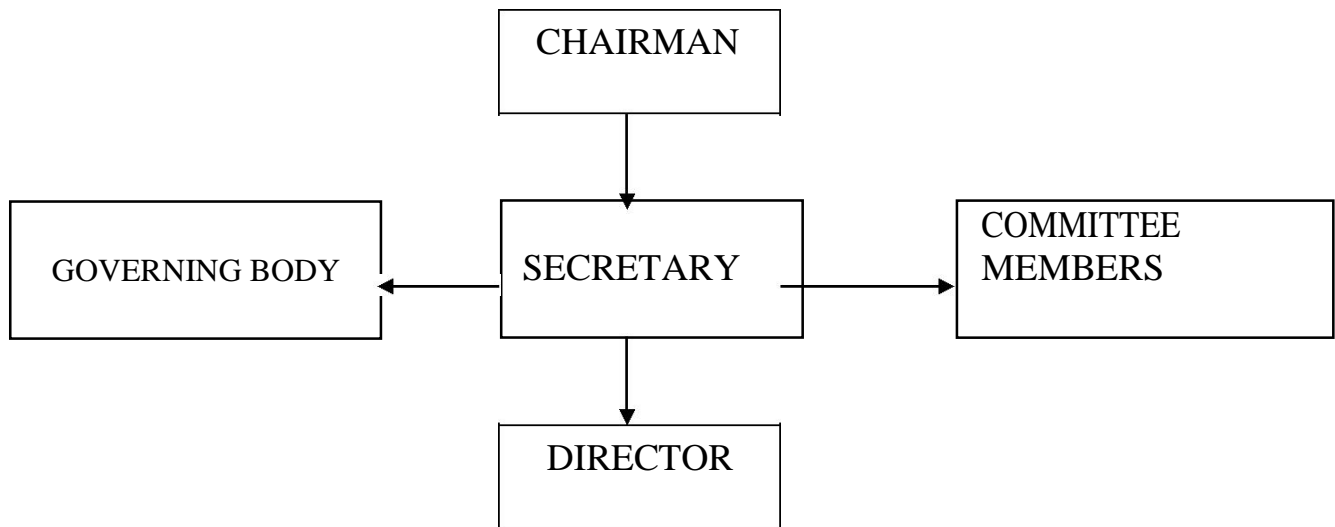 CHAIRMAN
GOVERNING BODY
SECRETARY
COMMITTEE
MEMBERS
DIRECTOR